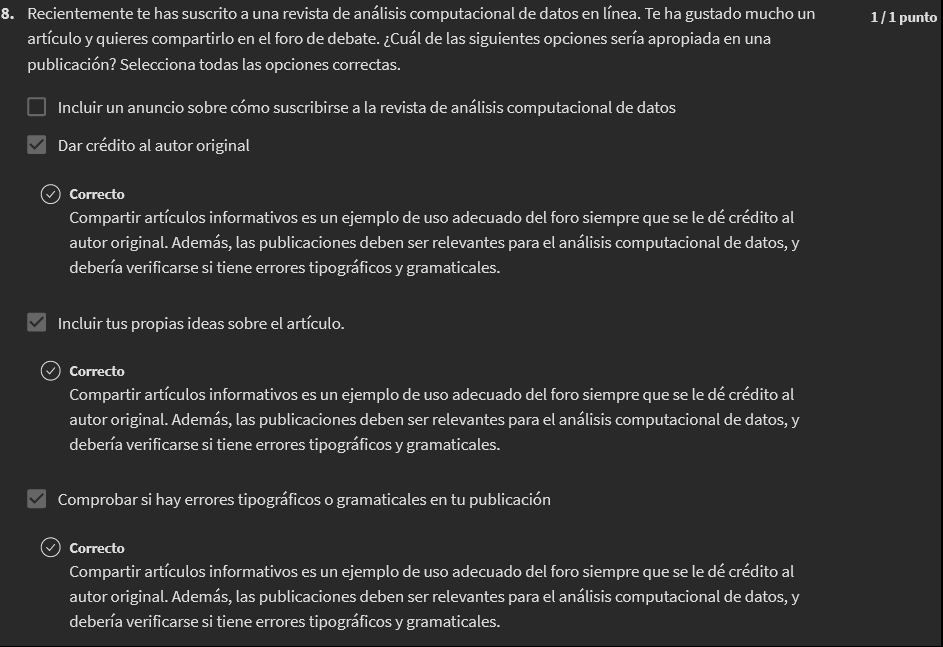 8. Recientemente te has suscrito a una revista de análisis computacional de datos en línea. Te ha gustado mucho un
1 / 1 punto
artículo y quieres compartirlo en el foro de debate. ¿Cuál de las siguientes opciones sería apropiada en una
publicación? Selecciona todas las opciones correctas.
Incluir un anuncio sobre cómo suscribirse a la revista de análisis computacional de datos
Dar crédito al autor original
Correcto
Compartir artículos informativos es un ejemplo de uso adecuado del foro siempre que se le dé crédito al
autor original. Además, las publicaciones deben ser relevantes para el análisis computacional de datos, y
debería verificarse si tiene errores tipográficos y gramaticales.
Incluir tus propias ideas sobre el artículo.
Correcto
Compartir artículos informativos es un ejemplo de uso adecuado del foro siempre que se le dé crédito al
autor original. Además, las publicaciones deben ser relevantes para el análisis computacional de datos, y
debería verificarse si tiene errores tipográficos y gramaticales.
Comprobar si hay errores tipográficos o gramaticales en tu publicación
Correcto
Compartir artículos informativos es un ejemplo de uso adecuado del foro siempre que se le dé crédito al
autor original. Además, las publicaciones deben ser relevantes para el análisis computacional de datos, y
debería verificarse si tiene errores tipográficos y gramaticales.